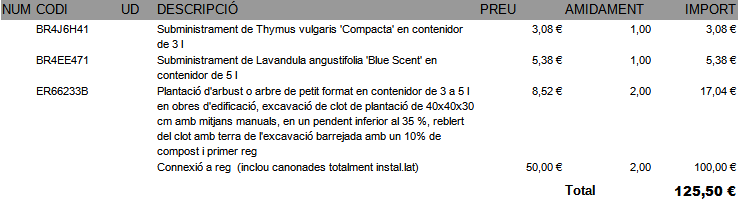 NUM CODI UD DESCRIPCIÓ PREU AMIDAMENT IMPORT
BR4J6H41 Subministrament de Thymus vulgaris 'Compacta' en contenidor 3,08 € 1,00 3,08 €
de 3 l
BR4EE471 Subministrament de Lavandula angustifolia 'Blue Scent' en 5,38 € 1,00 5,38 €
contenidor de 5 l
ER66233B Plantació d'arbust o arbre de petit format en contenidor de 3 a 5 l 8,52 € 2,00 17,04 €
en obres d'edificació, excavació de clot de plantació de 40x40x30
cm amb mitjans manuals, en un pendent inferior al 35 %, reblert
del clot amb terra de l'excavació barrejada amb un 10% de
compost i primer reg
Connexió a reg (inclou canonades totalment instal.lat) 50,00 € 2,00 100,00 €
Total 125,50 €